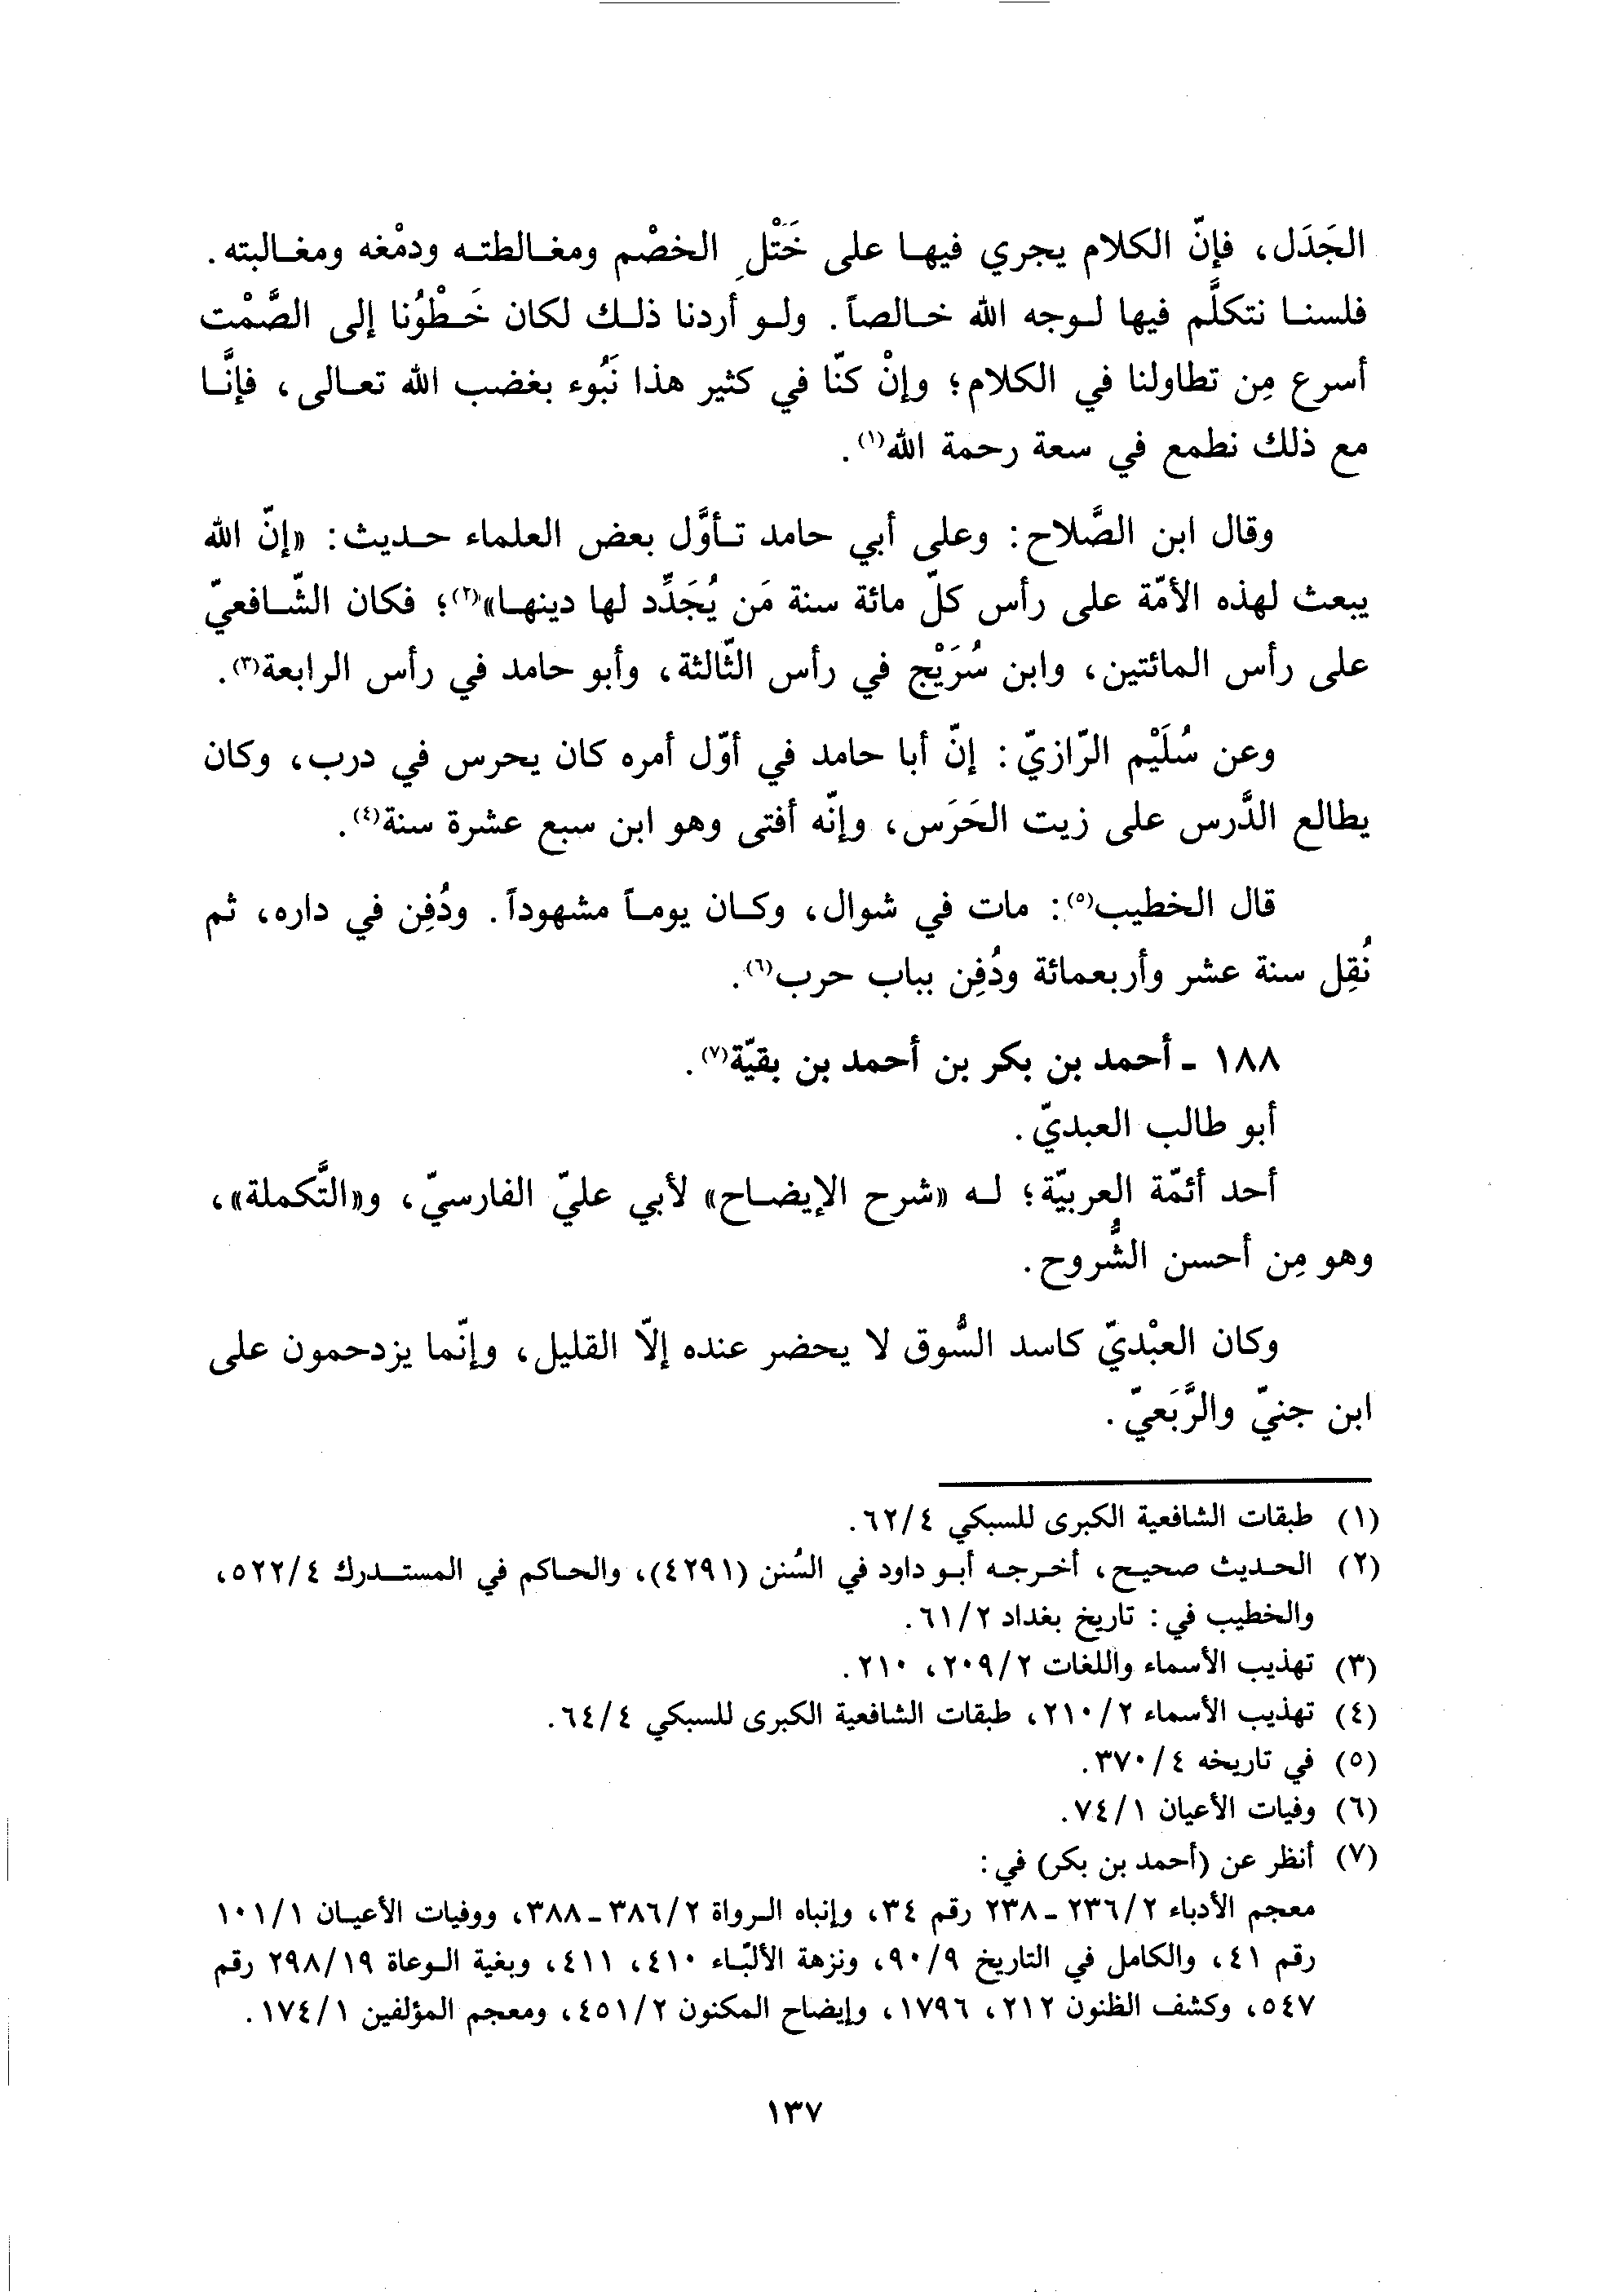 الجَدَل، فإنّ الكلام يجري فيها على خَتْلِ الخصْم ومغالطته ودمْغه ومغالبته.
فلسنا نتكلَّم فيها لوجه الله خالصاً. ولو أردنا ذلك لكان خَطْوُنا إلى الصَّمْت
أسرع مِن تطاولنا في الكلام؛ وإنْ كنّا في كثير هذا نَبُوء بغضب الله تعالى، فإنَّا
مع ذلك نطمع في سعة رحمة الله(١).
وقال ابن الصَّلاح: وعلى أبي حامد تأوَّل بعض العلماء حديث: «إنّ الله
يبعث لهذه الأمّة على رأس كلّ مائة سنة مَن يُجَدِّد لها دينها»(٢)؛ فكان الشّافعيّ
على رأس المائتين، وابن سُرَيْج في رأس الثّالثة، وأبو حامد في رأس الرابعة(٣).
وعن سُلَيْم الرّازيّ: إنّ أبا حامد في أوّل أمره كان يحرس في درب، وكان
يطالع الدَّرس على زيت الحَرَس، وإنّه أفتى وهو ابن سبع عشرة سنة(٤).
قال الخطيب(٥): مات في شوال، وكان يوماً مشهوداً. ودُفِن في داره، ثم
نُقِل سنة عشر وأربعمائة ودُفِن بباب حرب(٦).
١٨٨ ـ أحمد بن بكر بن أحمد بن بقيّة(٧).
أبو طالب العبديّ.
أحد أئمّة العربيّة؛ له «شرح الإيضاح» لأبي عليّ الفارسيّ، و«التَّكملة»،
وهو مِن أحسن الشُّروح.
وكان العبْديّ كاسد السُّوق لا يحضر عنده إلّا القليل، وإنّما يزدحمون على
ابن جنيّ والرَّبَعيّ.
(١) طبقات الشافعية الكبرى للسبكي ٤/٦٢.
(٢) الحديث صحيح، أخرجه أبو داود في السُنن (٤٢٩١)، والحاكم في المستدرك ٤/٥٢٢،
والخطيب في: تاريخ بغداد ٢/٦١.
(٣) تهذيب الأسماء واللغات ٢/٢٠٩، ٢١٠.
(٤) تهذيب الأسماء ٢/٢١٠، طبقات الشافعية الكبرى للسبكي ٤/٦٤.
(٥) في تاريخه ٤/٣٧٠.
(٦) وفيات الأعيان ١/٧٤.
(٧) أنظر عن (أحمد بن بكر) في:
معجم الأدباء ٢/٢٣٦ ـ ٢٣٨ رقم ٣٤، وإنباه الرواة ٢/٣٨٦ ـ ٣٨٨، ووفيات الأعيان ١/١٠١
رقم ٤١، والكامل في التاريخ ٩/٩٠، ونزهة الألبّاء ٤١٠، ٤١١، وبغية الوعاة ٢٩٨/١٩ رقم
٥٤٧، وكشف الظنون ٢١٢، ١٧٩٦، وإيضاح المكنون ٢/٤٥١، ومعجم المؤلفين ١/١٧٤.
١٣٧